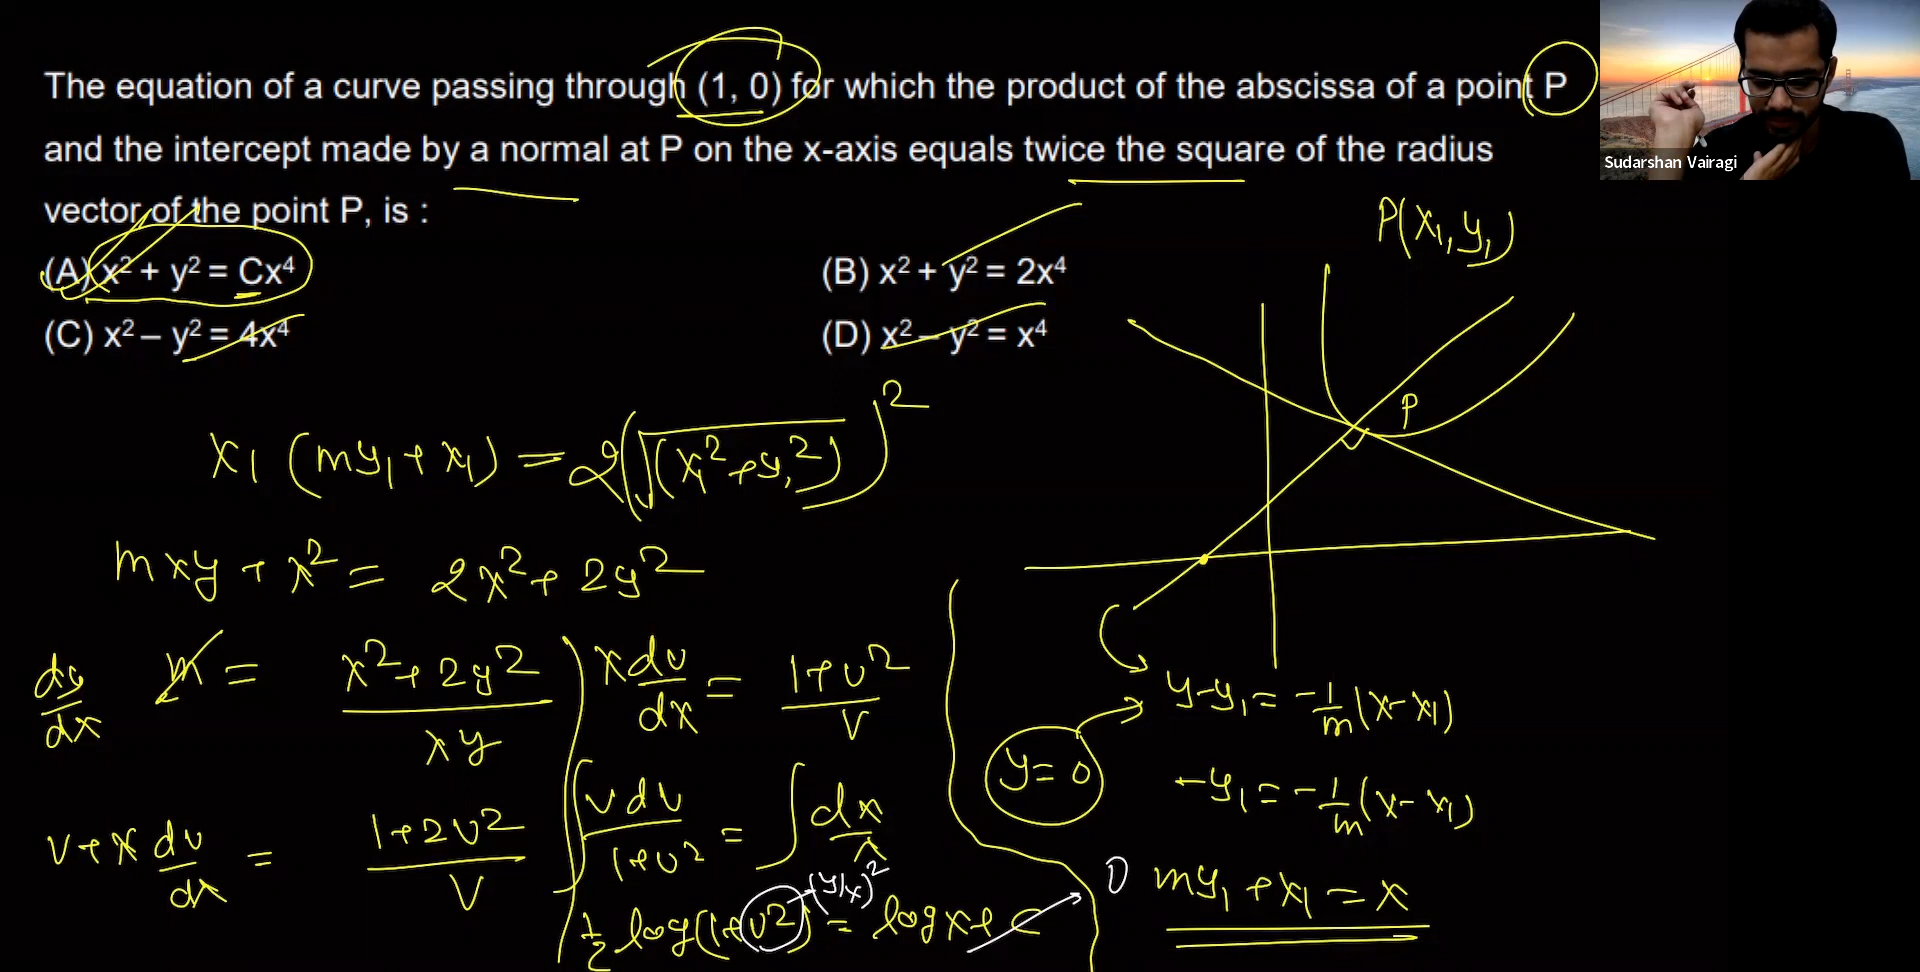 The equation of a curve passing through (1, 0) for which the product of the abscissa of a point P
and the intercept made by a normal at P on the x-axis equals twice the square of the radius
vector of the point P, is :
(A) x² + y² = Cx⁴
(B) x² + y² = 2x⁴
(C) x² – y² = 4x⁴
(D) x² – y² = x⁴
Sudarshan Vairagi
P(x₁, y₁)
P
x₁ (my₁ + x₁) = 2(√(x₁² + y₁²))²
mxy + x² = 2x² + 2y²
dy/dx m = (x² + 2y²)/xy
v + x dv/dx = (1 + 2v²)/v
x dv/dx = (1 + v²)/v
∫ v dv/(1 + v²) = ∫ dx/x
(y/x)²
½ log(1 + v²) = log x + c
0
y - y₁ = -1/m (x - x₁)
y = 0
-y₁ = -1/m (x - x₁)
my₁ + x₁ = x